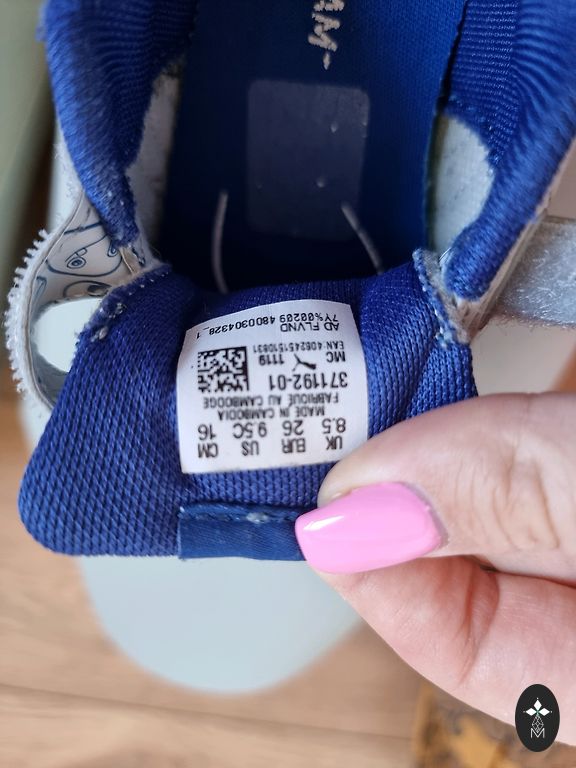 UK EUR US CM
8.5 26 9.5C 16
MADE IN CAMBODIA
FABRIQUE AU CAMBODGE
371192-01
MC 1119
AD FLVND
M